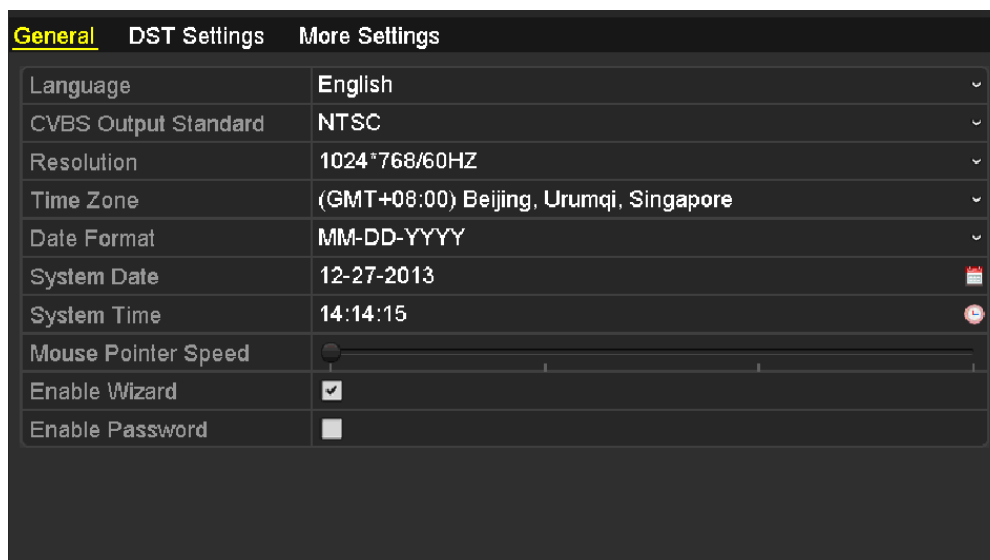 General DST Settings More Settings
Language English
CVBS Output Standard NTSC
Resolution 1024*768/60HZ
Time Zone (GMT+08:00) Beijing, Urumqi, Singapore
Date Format MM-DD-YYYY
System Date 12-27-2013
System Time 14:14:15
Mouse Pointer Speed
Enable Wizard
Enable Password